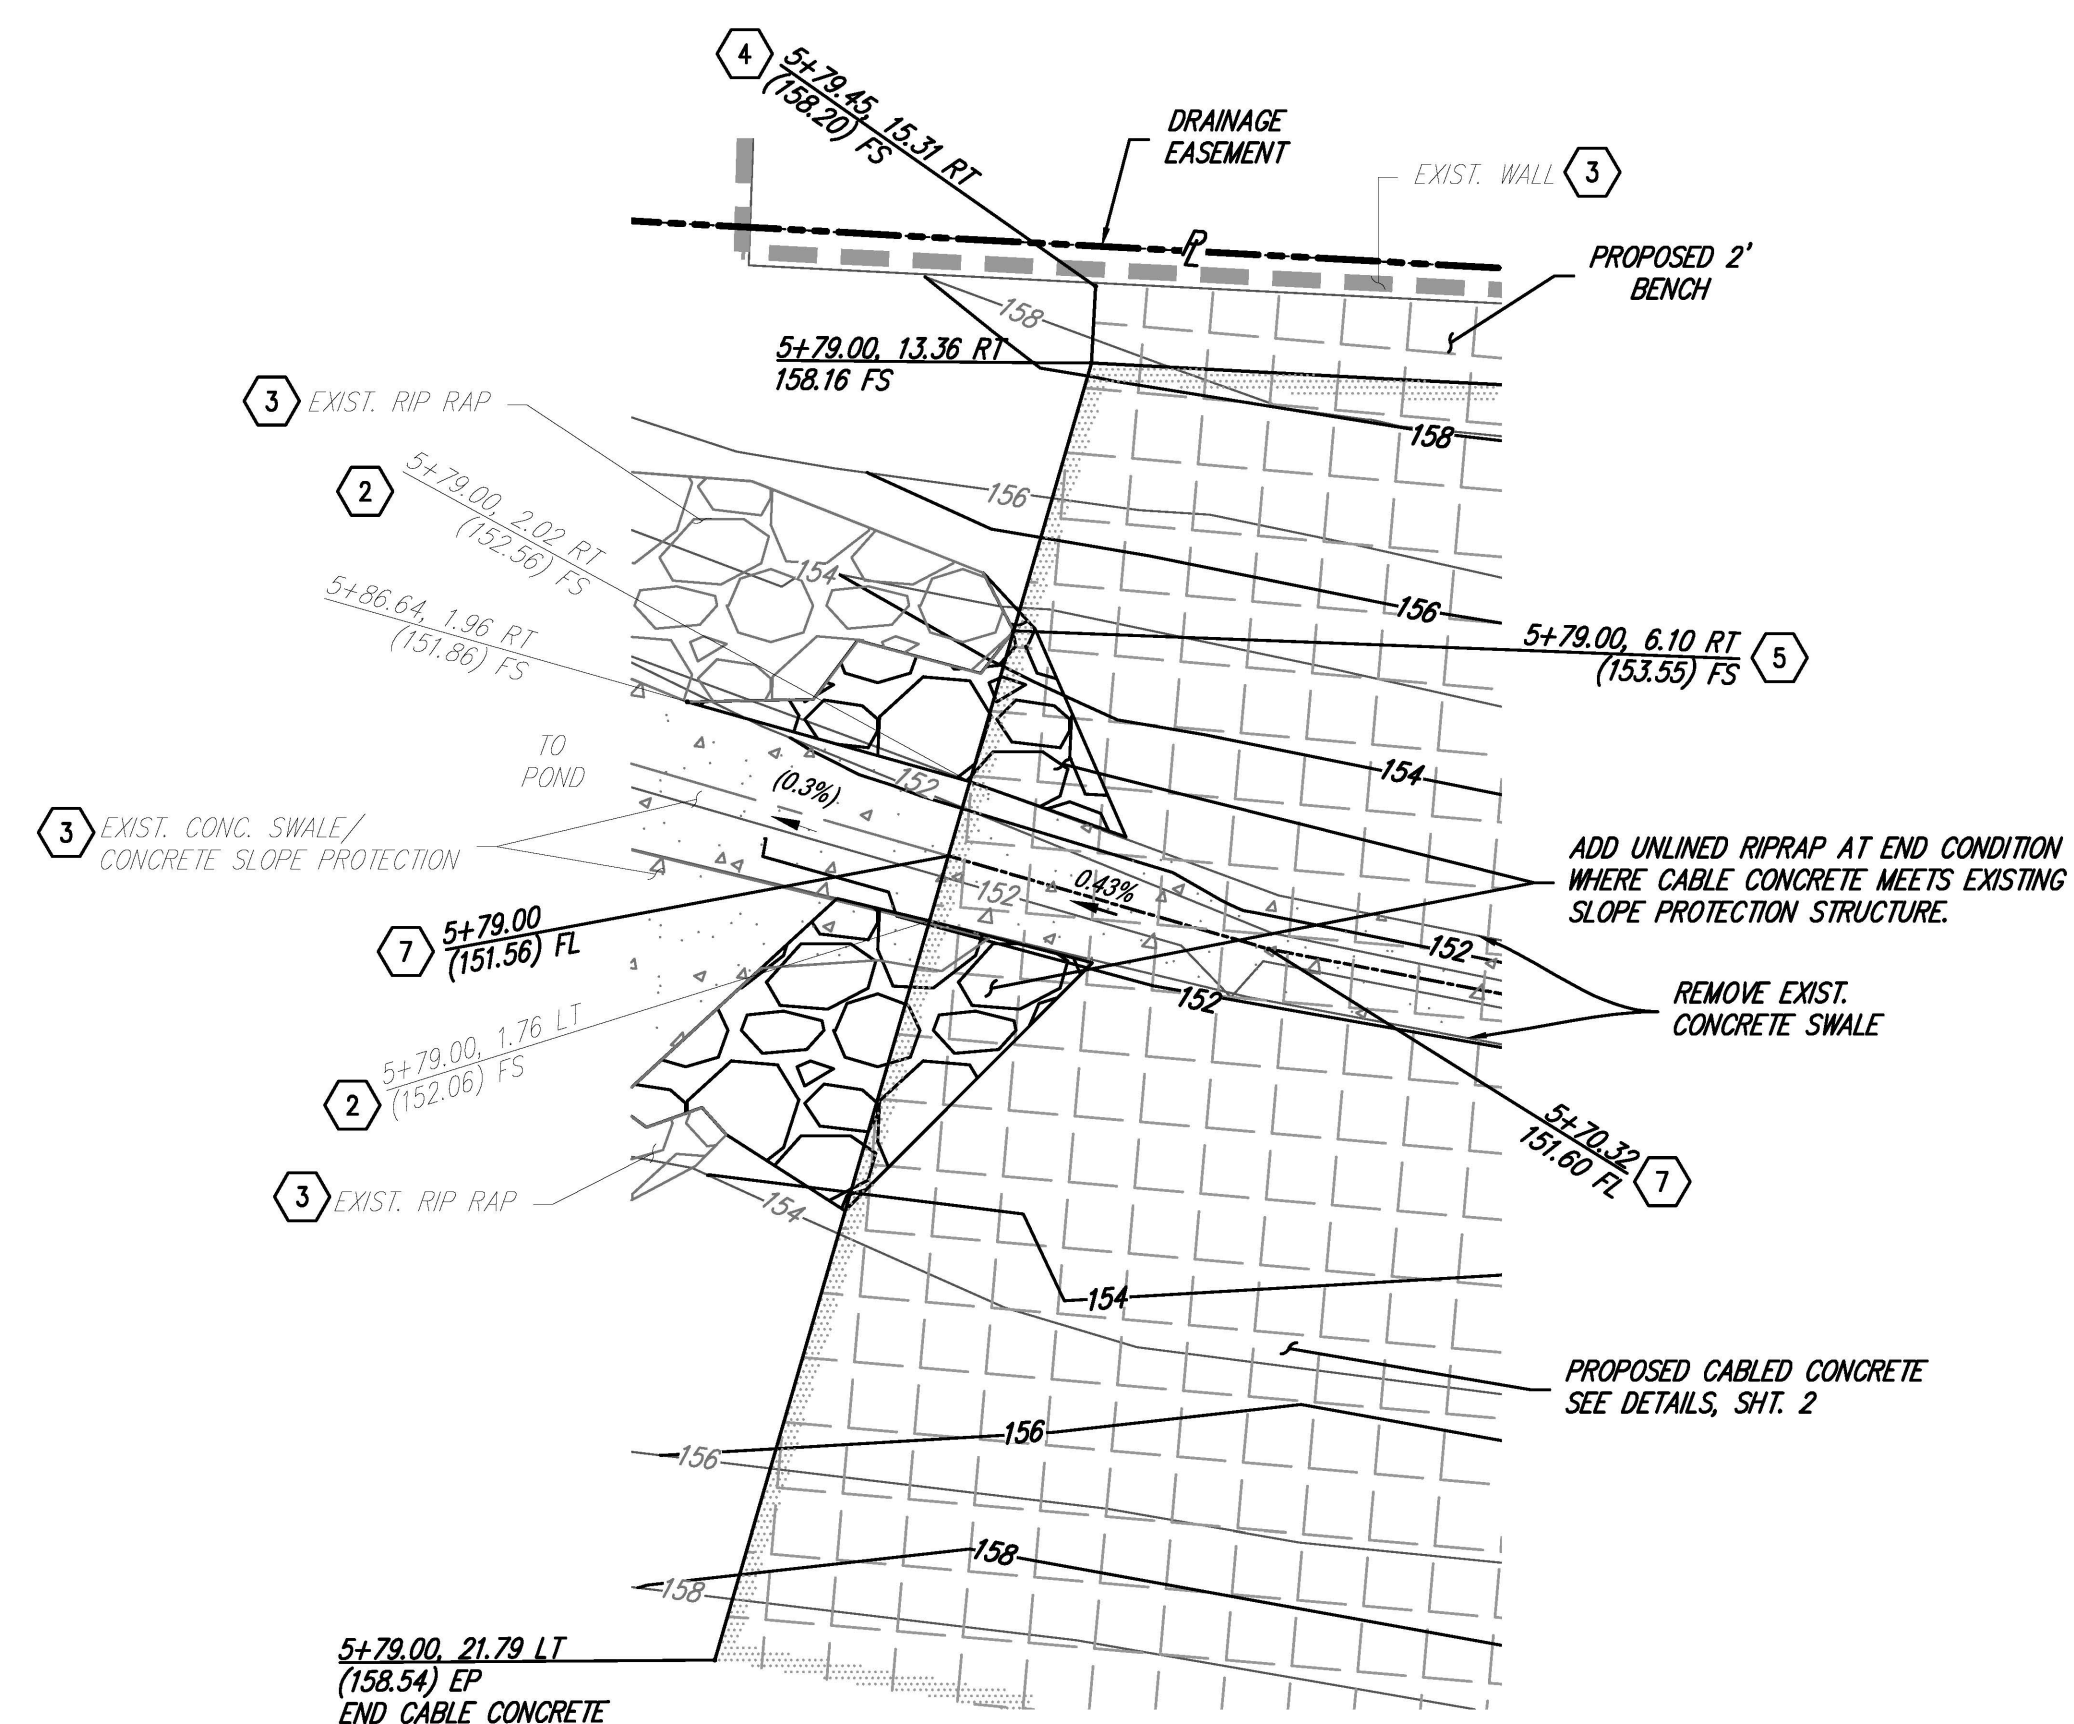 4
5+79.45, 15.31 RT
(158.20) FS
DRAINAGE
EASEMENT
EXIST. WALL
3
PL
PROPOSED 2'
BENCH
158
5+79.00, 13.36 RT
158.16 FS
3
EXIST. RIP RAP
158
2
5+79.00, 2.02 RT
(152.56) FS
156
5+86.64, 1.96 RT
(151.86) FS
154
156
5+79.00, 6.10 RT
(153.55) FS
5
TO
POND
(0.3%)
152
154
3
EXIST. CONC. SWALE/
CONCRETE SLOPE PROTECTION
152
0.43%
ADD UNLINED RIPRAP AT END CONDITION
WHERE CABLE CONCRETE MEETS EXISTING
SLOPE PROTECTION STRUCTURE.
7
5+79.00
(151.56) FL
152
152
REMOVE EXIST.
CONCRETE SWALE
5+79.00, 1.76 LT
(152.06) FS
2
5+70.32
151.60 FL
7
3
EXIST. RIP RAP
154
154
PROPOSED CABLED CONCRETE
SEE DETAILS, SHT. 2
156
156
158
158
5+79.00, 21.79 LT
(158.54) EP
END CABLE CONCRETE